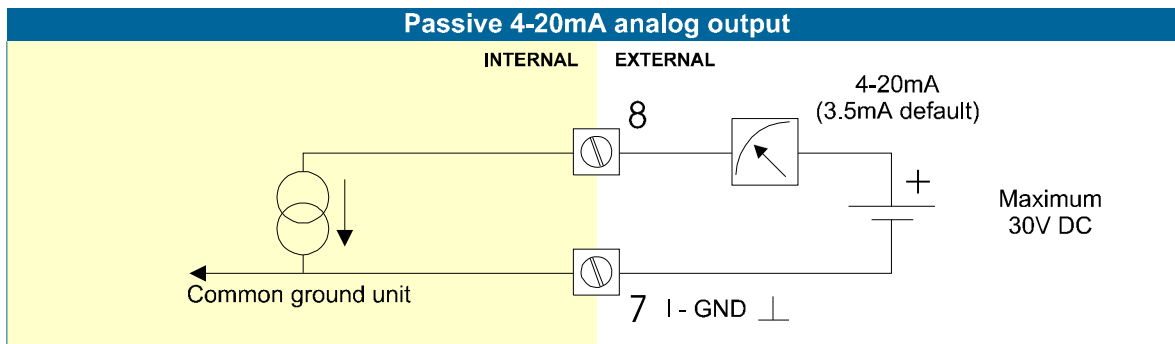 Passive 4-20mA analog output
INTERNAL EXTERNAL
8
4-20mA
(3.5mA default)
+
Maximum
30V DC
Common ground unit
7 I - GND ⊥